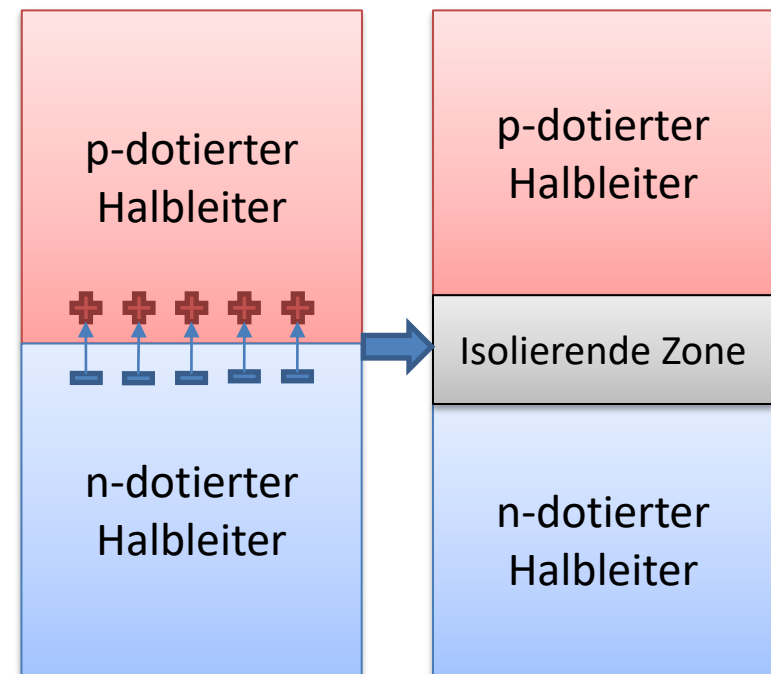 p-dotierter
Halbleiter
n-dotierter
Halbleiter
p-dotierter
Halbleiter
Isolierende Zone
n-dotierter
Halbleiter